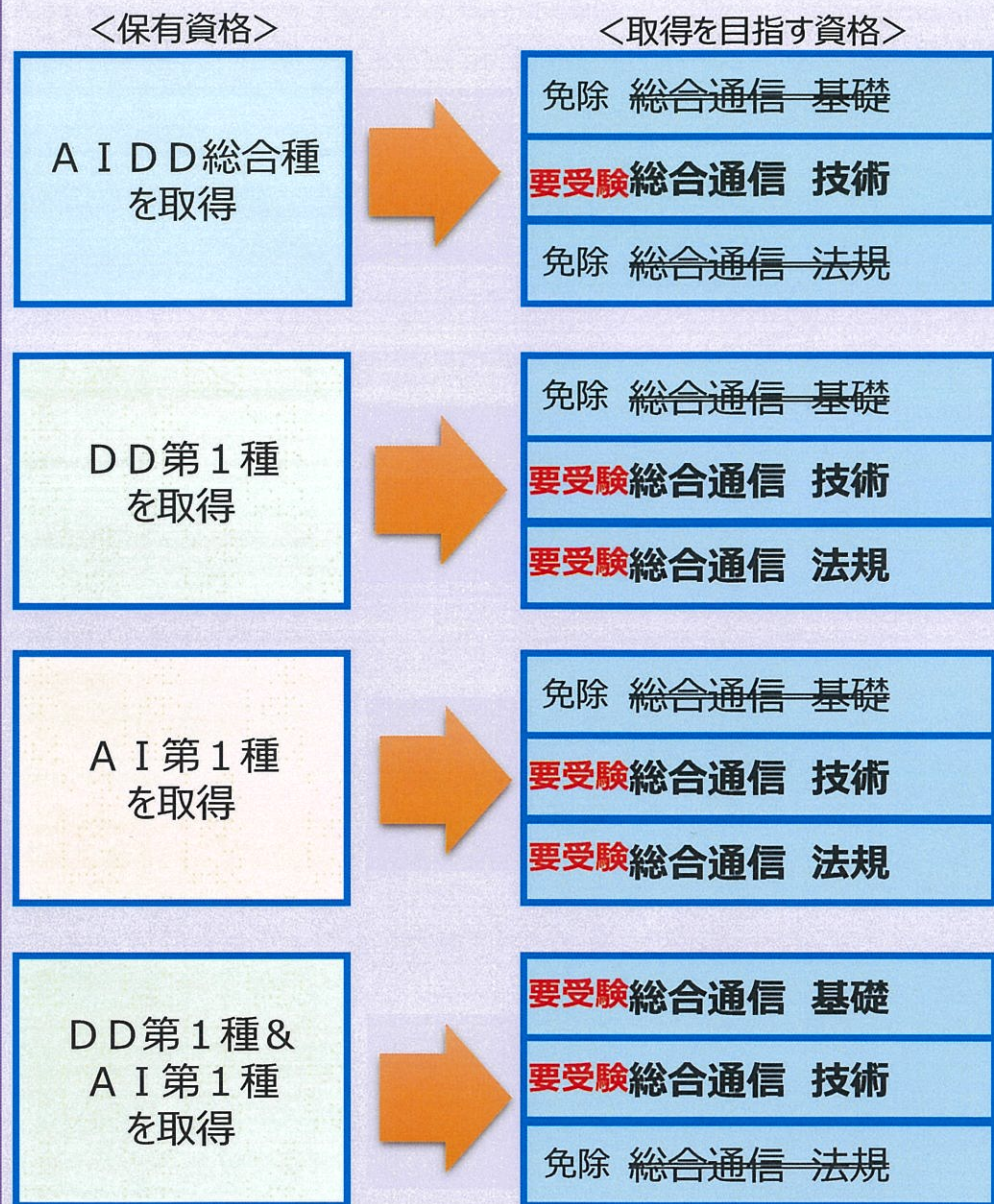 <保有資格>
<取得を目指す資格>
AIDD総合種
を取得
免除 総合通信 基礎
要受験総合通信 技術
免除 総合通信 法規
DD第1種
を取得
免除 総合通信 基礎
要受験総合通信 技術
要受験総合通信 法規
AI第1種
を取得
免除 総合通信 基礎
要受験総合通信 技術
要受験総合通信 法規
DD第1種&
AI第1種
を取得
要受験総合通信 基礎
要受験総合通信 技術
免除 総合通信 法規